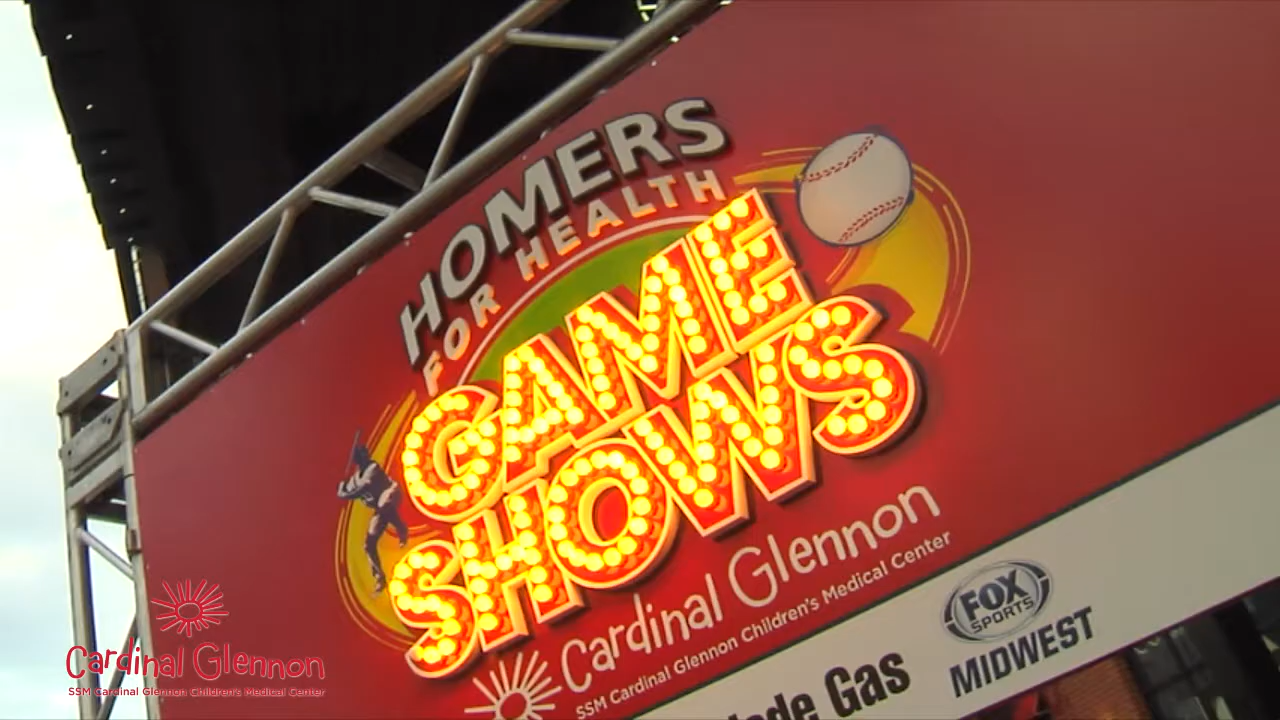 HOMERS
FOR HEALTH
GAME
SHOWS
Cardinal Glennon
SSM Cardinal Glennon Children's Medical Center
FOX
SPORTS
MIDWEST
Gas
Cardinal Glennon
SSM Cardinal Glennon Children's Medical Center